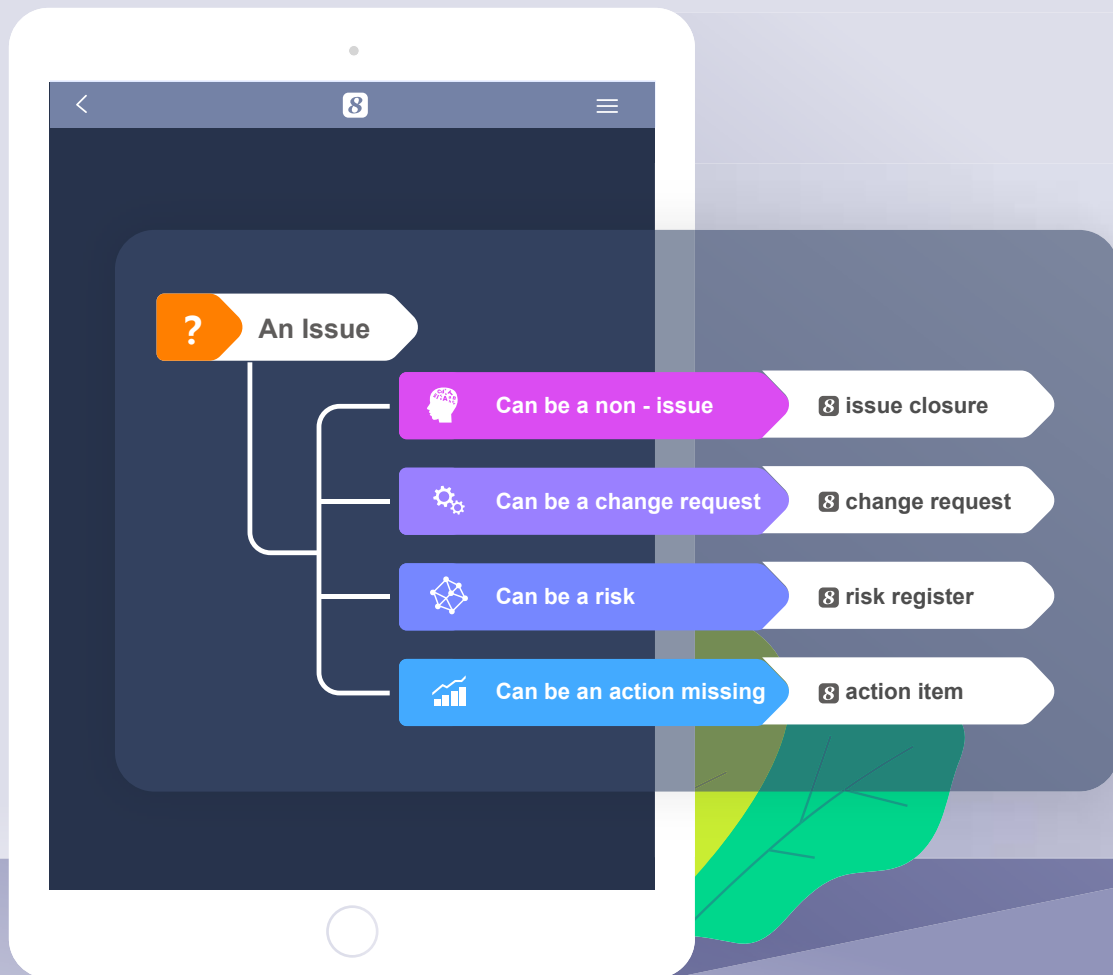 8
? An Issue
Can be a non - issue 8 issue closure
Can be a change request 8 change request
Can be a risk 8 risk register
Can be an action missing 8 action item